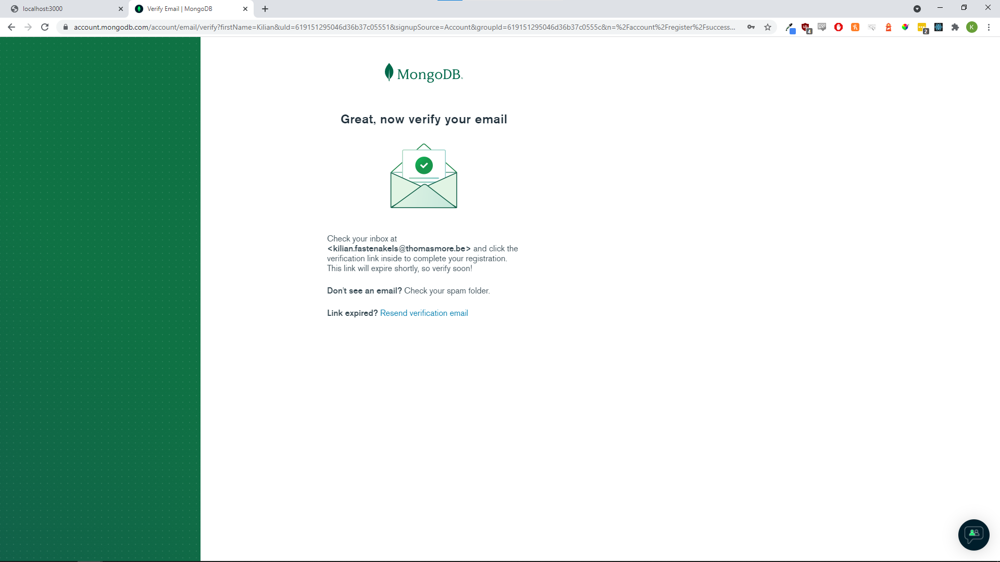 localhost:3000
Verify Email | MongoDB
account.mongodb.com/account/email/verify?firstName=Kilian&uId=619151295046d36b37c05551&signupSource=Account&groupId=619151295046d36b37c0555c&n=%2Faccount%2Fregister%2Fsuccess...
4
CSS
2
K
MongoDB
Great, now verify your email
Check your inbox at
<kilian.fastenakels@thomasmore.be> and click the
verification link inside to complete your registration.
This link will expire shortly, so verify soon!
Don't see an email? Check your spam folder.
Link expired? Resend verification email